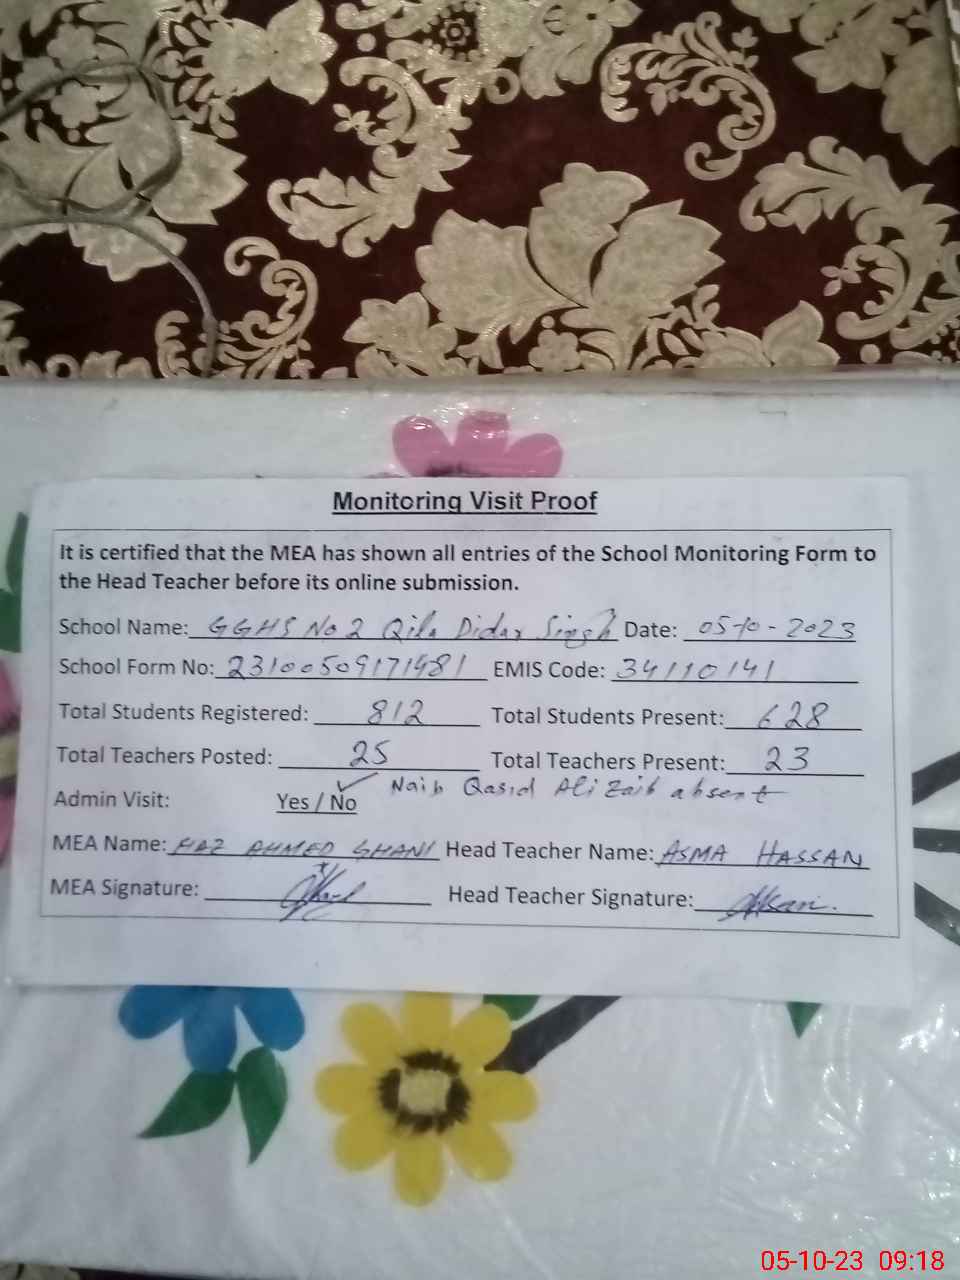 Monitoring Visit Proof
It is certified that the MEA has shown all entries of the School Monitoring Form to
the Head Teacher before its online submission.
School Name: GGHS No 2 Qila Didar Singh Date: 05-10-2023
School Form No: 23100509171481 EMIS Code: 34110141
Total Students Registered: 812 Total Students Present: 628
Total Teachers Posted: 25 Total Teachers Present: 23
Naib Qasid Ali Zaib absent
Admin Visit: Yes / No
MEA Name: AHMED GHANI Head Teacher Name: ASMA HASSAN
MEA Signature: Head Teacher Signature:
05-10-23 09:18